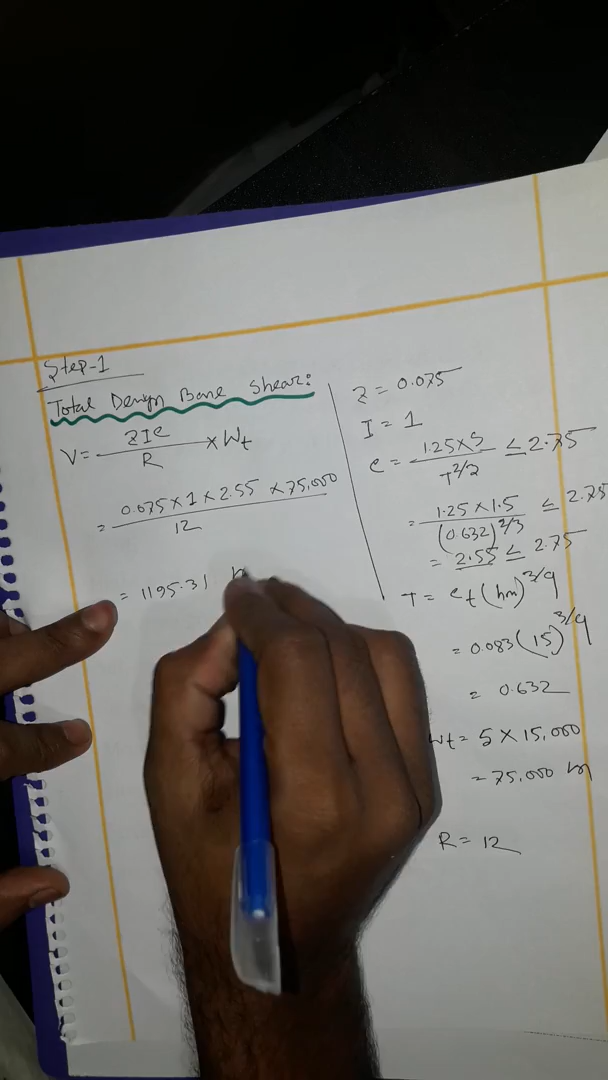 Step-1
Total Design Base Shear:
V = ZIC / R × Wt
= 0.075 × 1 × 2.55 × 75,000 / 12
= 1195.31
Z = 0.075
I = 1
C = 1.25×S / T^2/3 ≤ 2.75
= 1.25 × 1.5 / (0.632)^2/3 ≤ 2.75
= 2.55 ≤ 2.75
T = Ct (hn)^3/4
= 0.083 (15)^3/4
= 0.632
Wt = 5 × 15,000
= 75,000 kn
R = 12